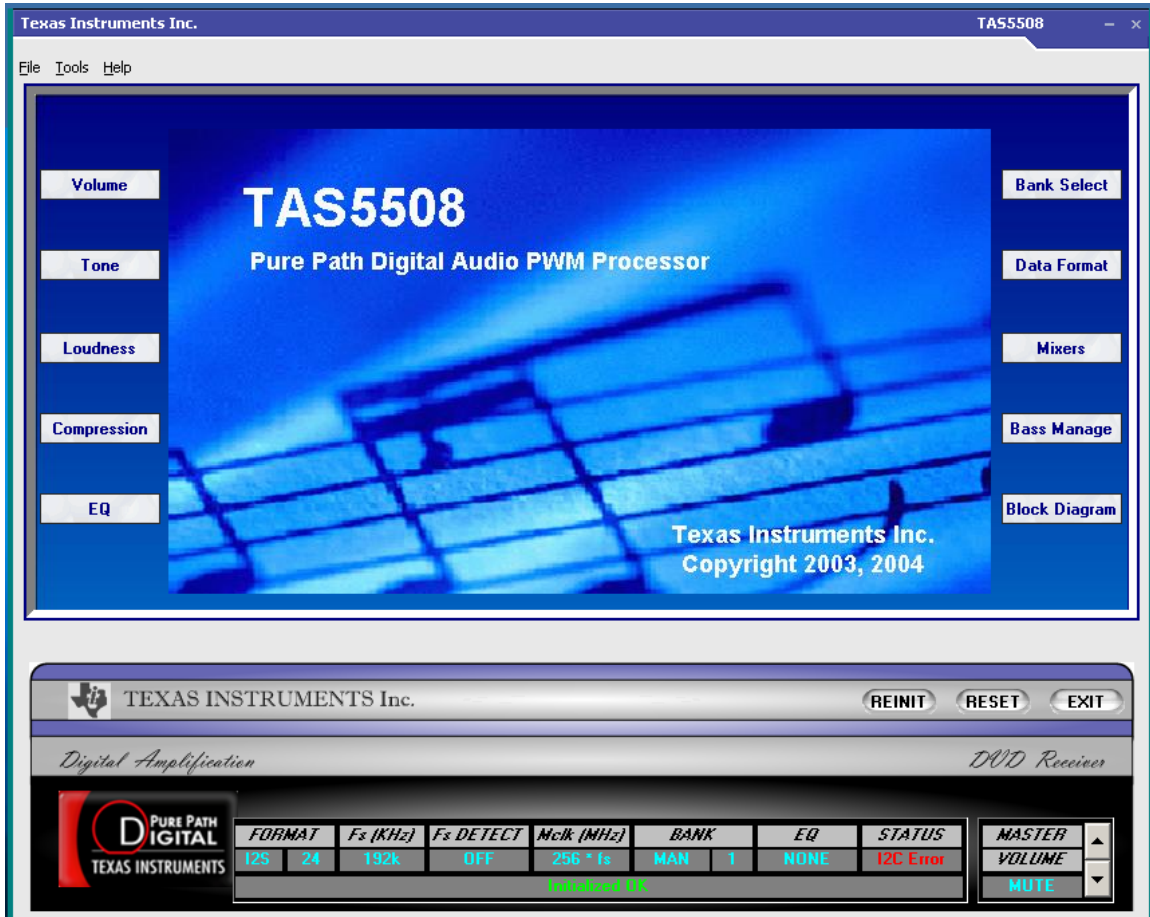 Texas Instruments Inc. TAS5508
File Tools Help
Volume
Tone
Loudness
Compression
EQ
TAS5508
Pure Path Digital Audio PWM Processor
Texas Instruments Inc.
Copyright 2003, 2004
Bank Select
Data Format
Mixers
Bass Manage
Block Diagram
TEXAS INSTRUMENTS Inc. REINIT RESET EXIT
Digital Amplification DVD Receiver
PURE PATH
DIGITAL
TEXAS INSTRUMENTS
FORMAT Fs (KHz) Fs DETECT Mclk (MHz) BANK EQ STATUS
I2S 24 192k OFF 256 * fs MAN 1 NONE I2C Error
Initialized OK
MASTER
VOLUME
MUTE